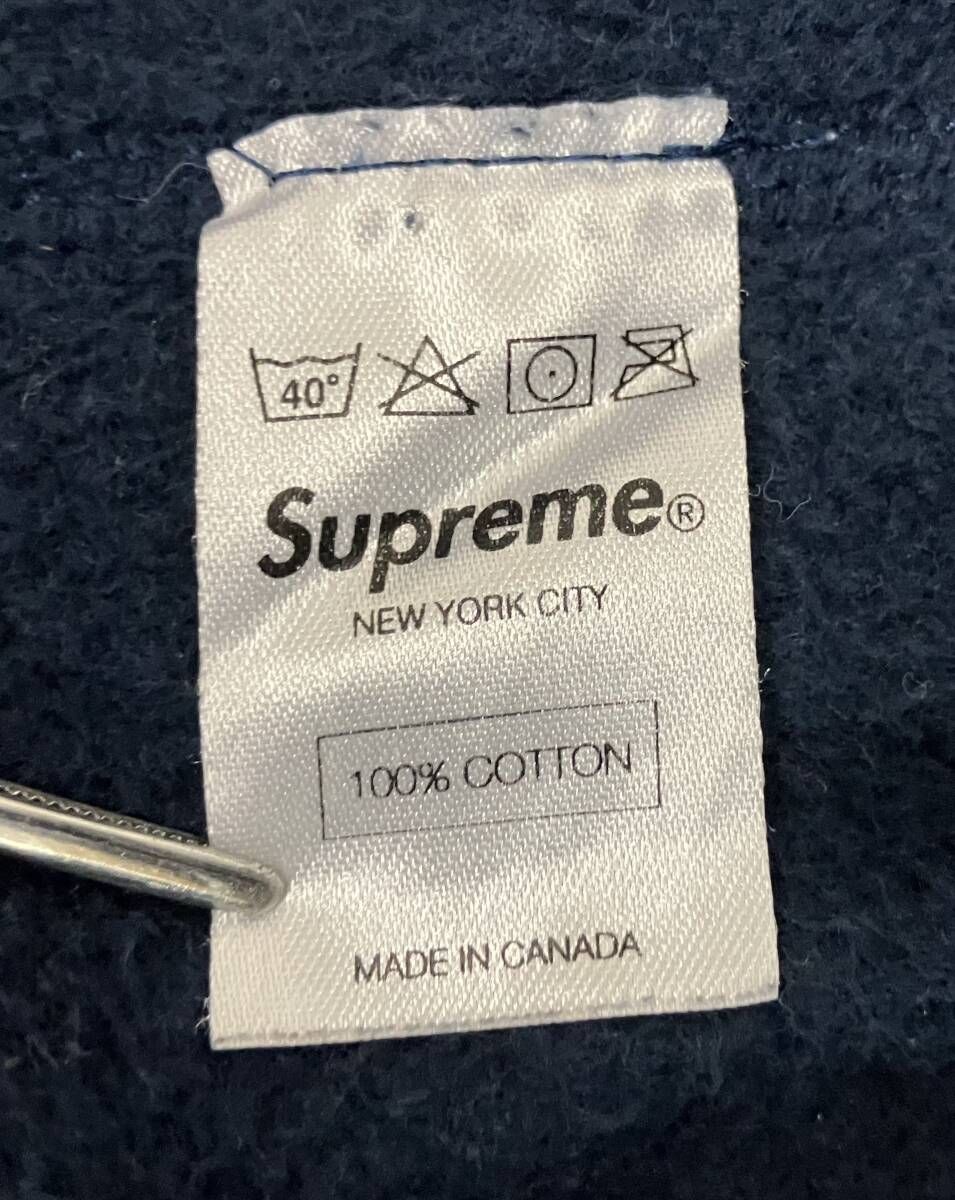 40°
Supreme®
NEW YORK CITY
100% COTTON
MADE IN CANADA